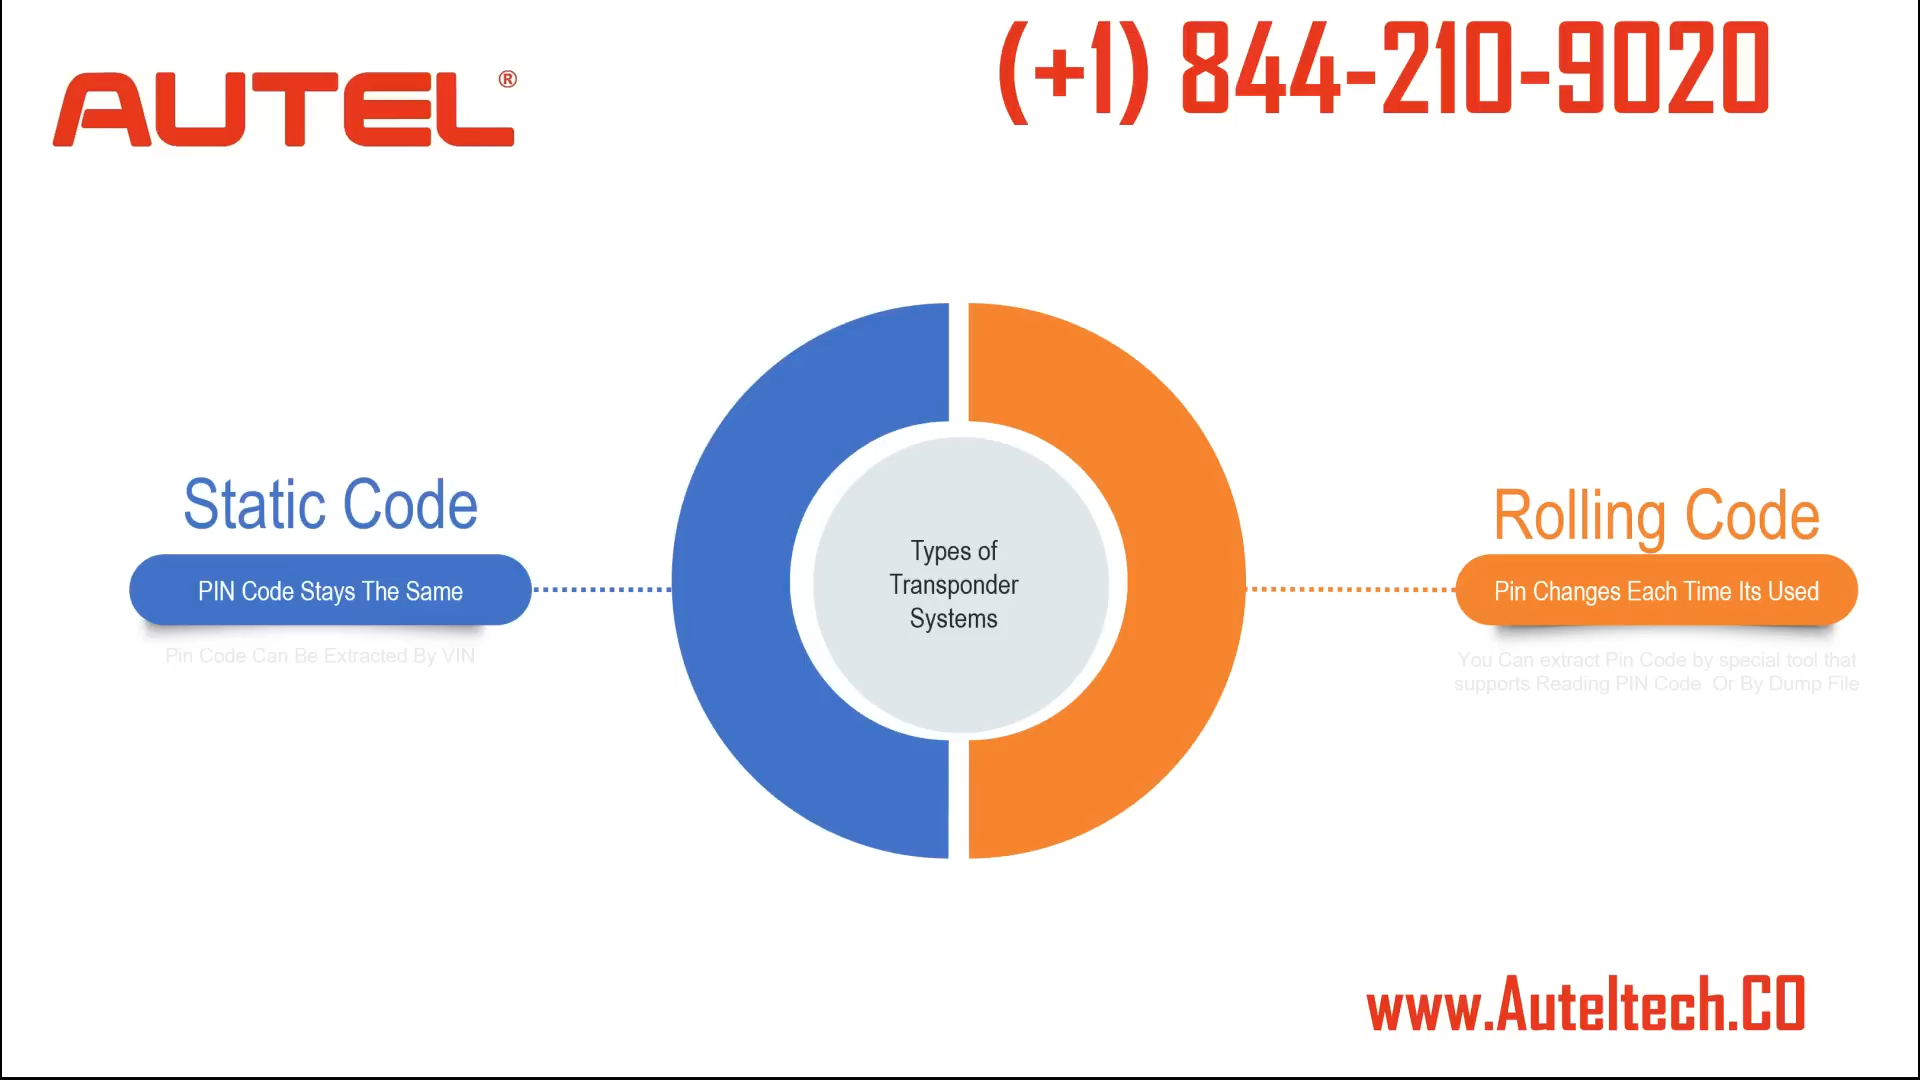 AUTEL®
(+1) 844-210-9020
Static Code
PIN Code Stays The Same
Pin Code Can Be Extracted By VIN
Types of
Transponder
Systems
Rolling Code
Pin Changes Each Time Its Used
You Can extract Pin Code by special tool that
supports Reading PIN Code Or By Dump File
www.Auteltech.CO